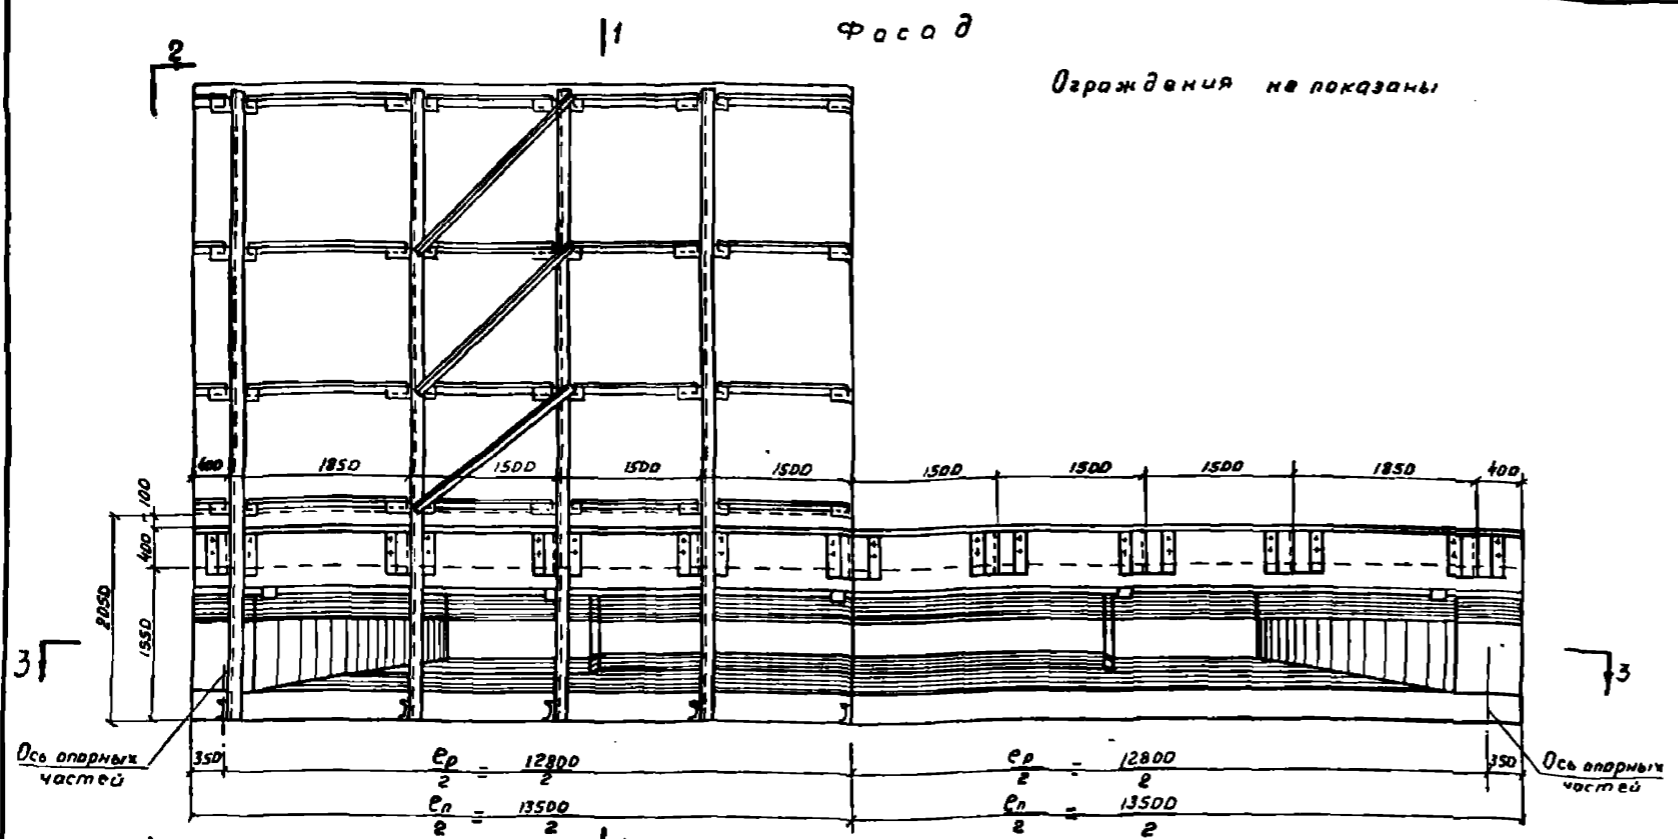 Фасад
Ограждения не показаны
1
2
400 1850 1500 1500 1500 1500 1500 1500 1850 400
100
400
1550
2050
3
3
Ось опорных
частей
350
ep/2 = 12800/2
ep/2 = 12800/2
350
Ось опорных
частей
eп/2 = 13500/2
eп/2 = 13500/2